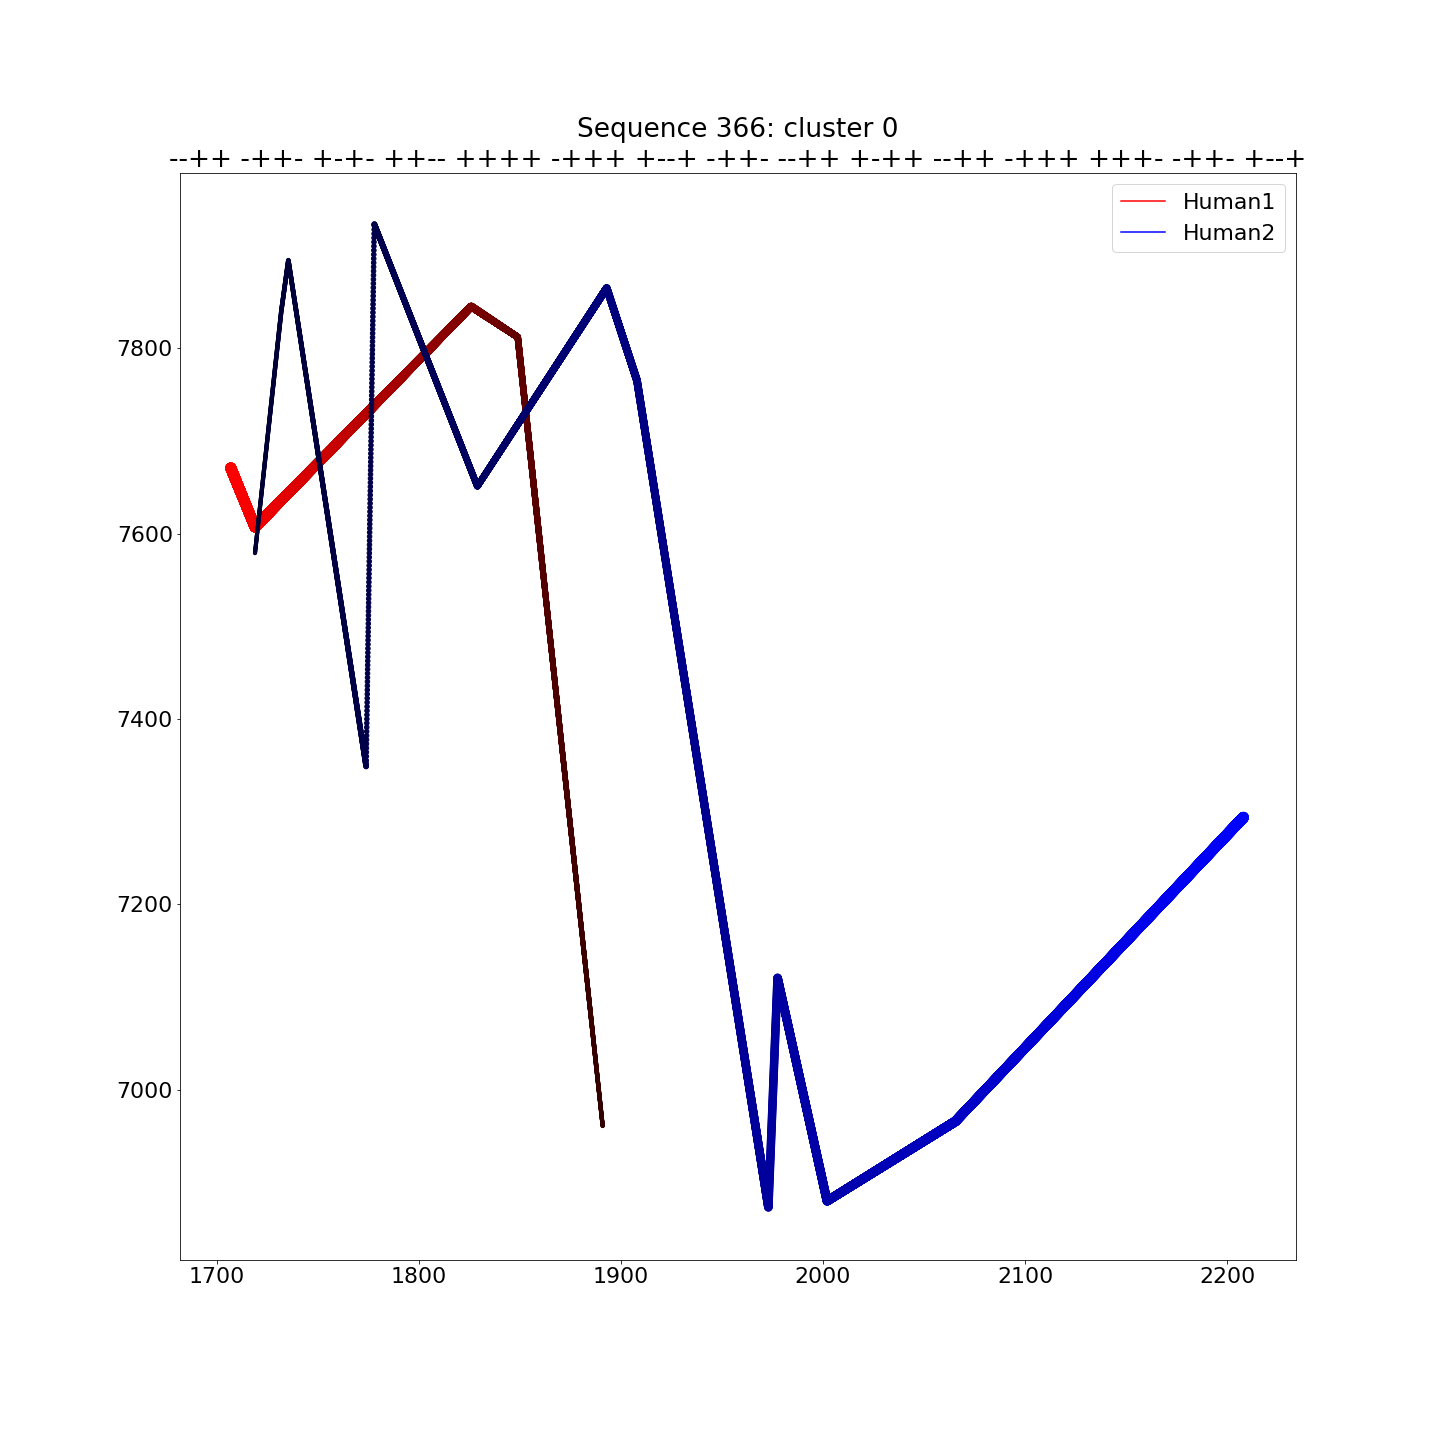 Sequence 366: cluster 0
--++ -++- +-+- ++-- ++++ -+++ +--+ -++- --++ +-++ --++ -+++ +++- -++- +--+
Human1
Human2
7800
7600
7400
7200
7000
1700 1800 1900 2000 2100 2200